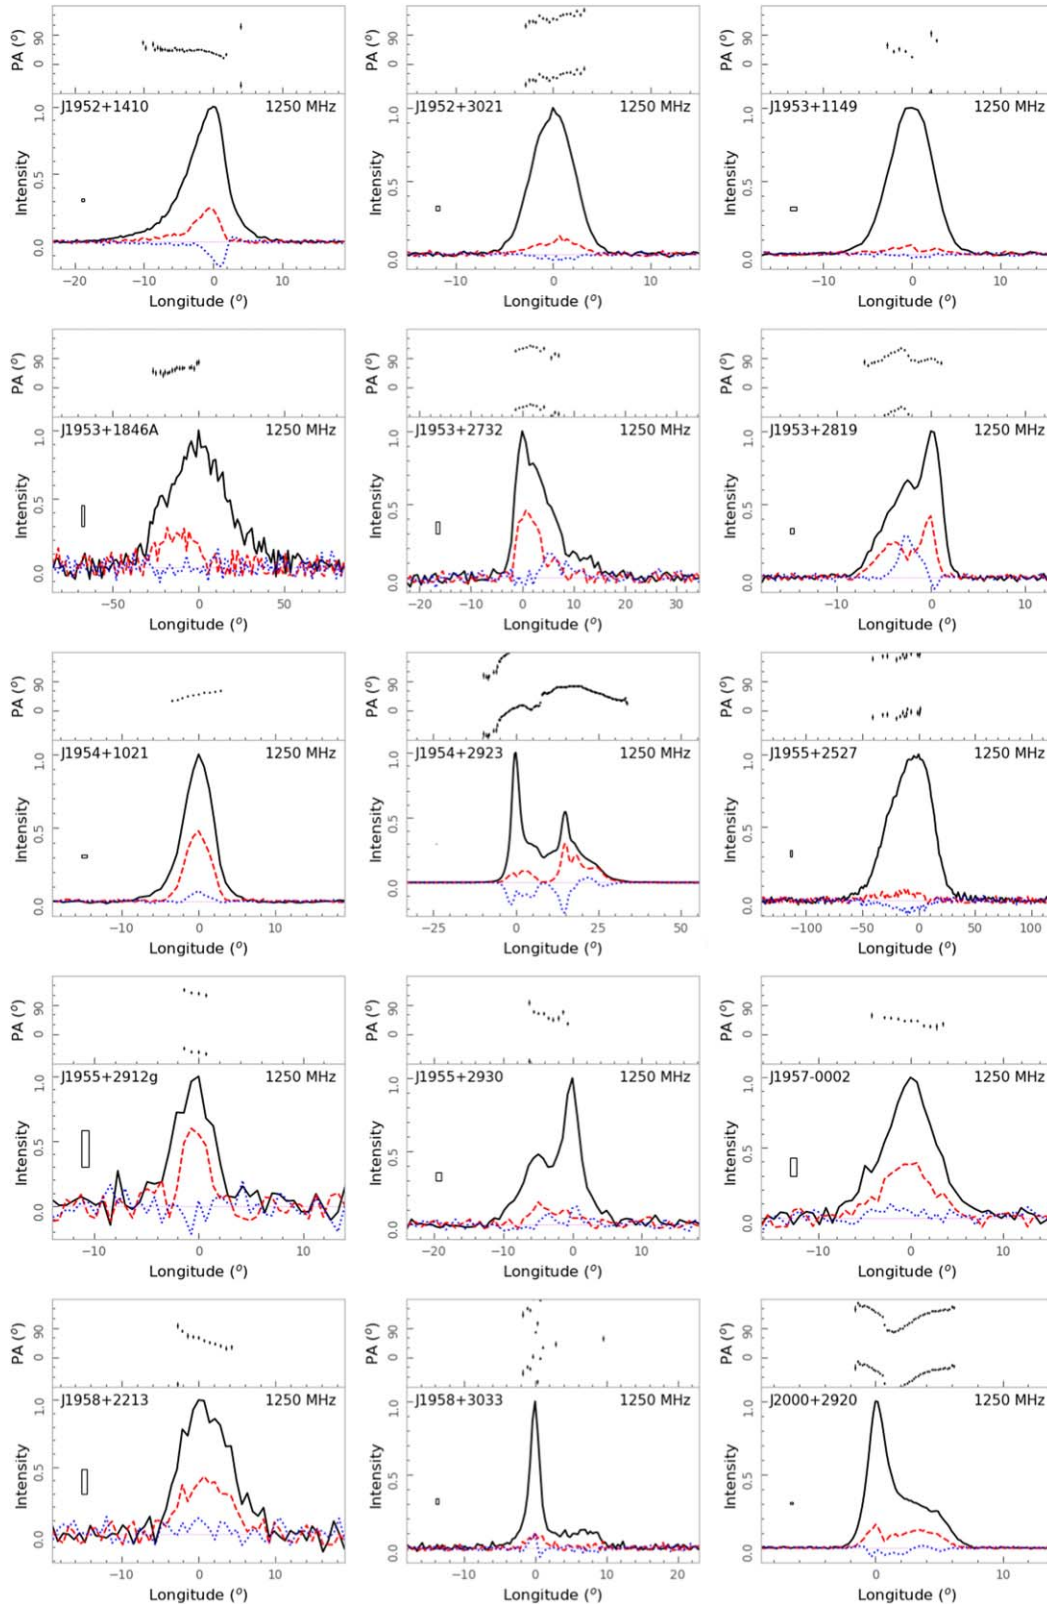 PA (°) 90 0 PA (°) 90 0 PA (°) 90 0
J1952+1410 1250 MHz J1952+3021 1250 MHz J1953+1149 1250 MHz
Intensity 1.0 0.5 0.0 Intensity 1.0 0.5 0.0 Intensity 1.0 0.5 0.0
−20 −10 0 10 −10 0 10 −10 0 10
Longitude (°) Longitude (°) Longitude (°)
PA (°) 90 0 PA (°) 90 0 PA (°) 90 0
J1953+1846A 1250 MHz J1953+2732 1250 MHz J1953+2819 1250 MHz
Intensity 1.0 0.5 0.0 Intensity 1.0 0.5 0.0 Intensity 1.0 0.5 0.0
−50 0 50 −20 −10 0 10 20 30 −10 0 10
Longitude (°) Longitude (°) Longitude (°)
PA (°) 90 0 PA (°) 90 0 PA (°) 90 0
J1954+1021 1250 MHz J1954+2923 1250 MHz J1955+2527 1250 MHz
Intensity 1.0 0.5 0.0 Intensity 1.0 0.5 0.0 Intensity 1.0 0.5 0.0
−10 0 10 −25 0 25 50 −100 −50 0 50 100
Longitude (°) Longitude (°) Longitude (°)
PA (°) 90 0 PA (°) 90 0 PA (°) 90 0
J1955+2912g 1250 MHz J1955+2930 1250 MHz J1957-0002 1250 MHz
Intensity 1.0 0.5 0.0 Intensity 1.0 0.5 0.0 Intensity 1.0 0.5 0.0
−10 0 10 −20 −10 0 10 −10 0 10
Longitude (°) Longitude (°) Longitude (°)
PA (°) 90 0 PA (°) 90 0 PA (°) 90 0
J1958+2213 1250 MHz J1958+3033 1250 MHz J2000+2920 1250 MHz
Intensity 1.0 0.5 0.0 Intensity 1.0 0.5 0.0 Intensity 1.0 0.5 0.0
−10 0 10 −10 0 10 20 −10 0 10
Longitude (°) Longitude (°) Longitude (°)